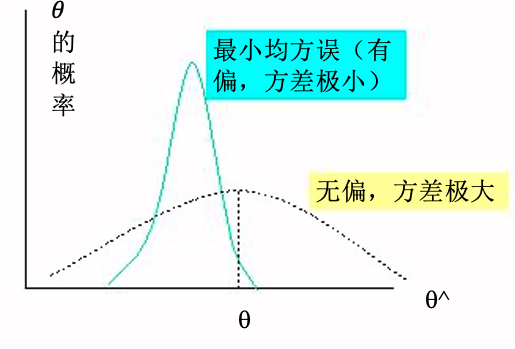 θ
的
概
率
最小均方误（有
偏，方差极小）
无偏，方差极大
θ^
θ